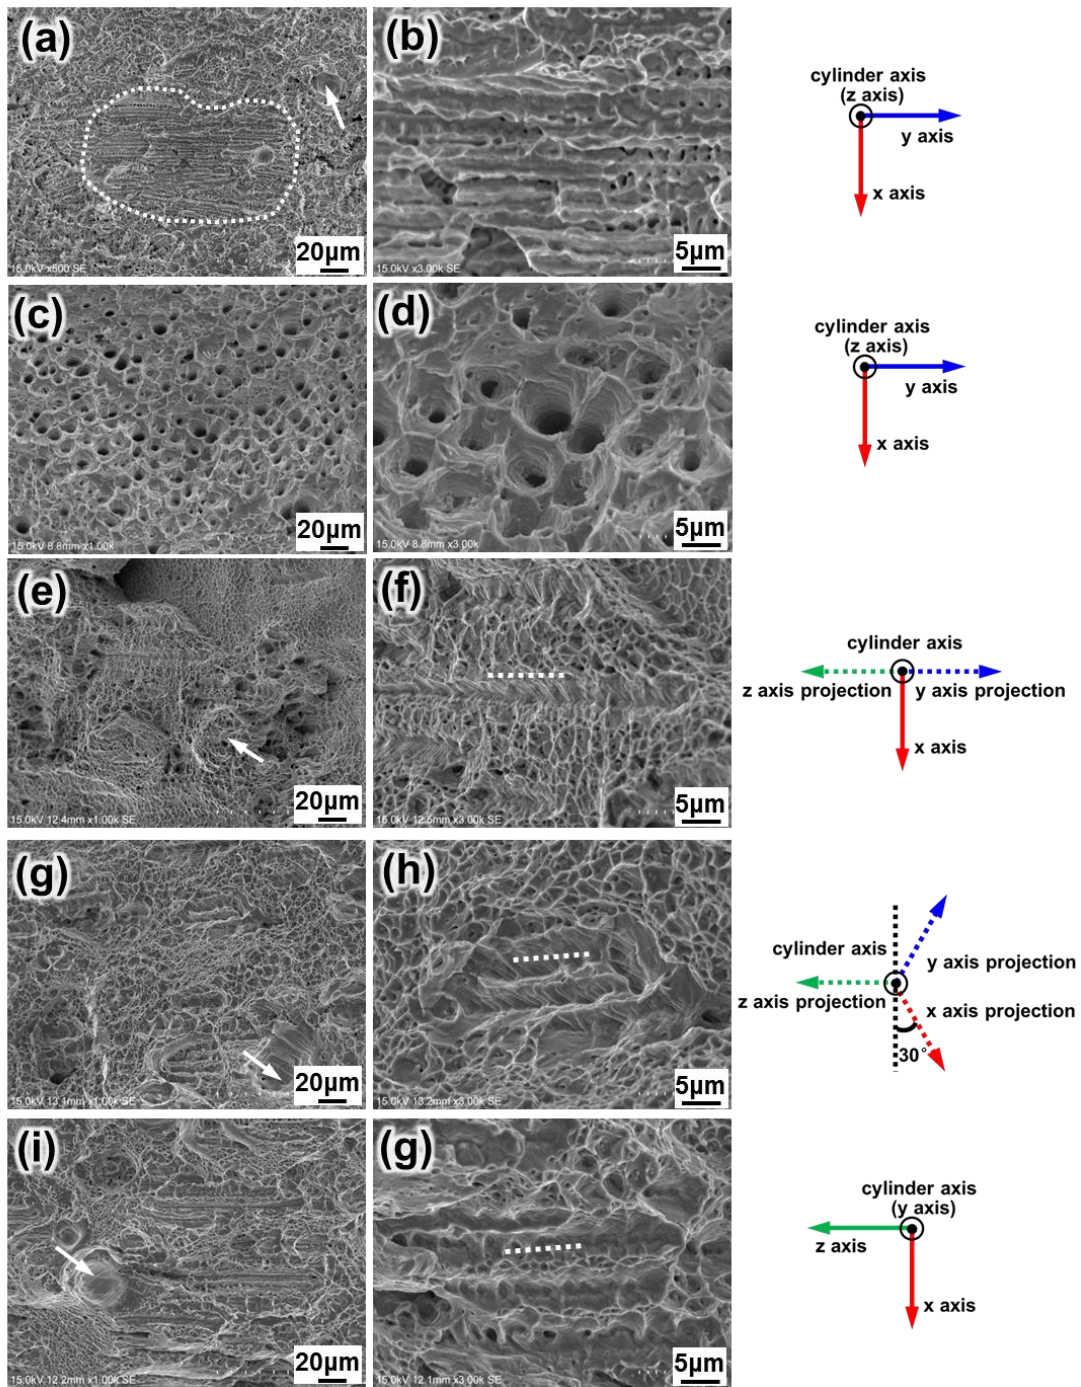 (a)
20μm
15.0kV x500 SE
(b)
5μm
15.0kV x3.00k SE
cylinder axis
(z axis)
y axis
x axis
(c)
20μm
15.0kV 8.8mm x1.00k
(d)
5μm
15.0kV 8.8mm x3.00k
cylinder axis
(z axis)
y axis
x axis
(e)
20μm
15.0kV 12.4mm x1.00k SE
(f)
5μm
15.0kV 12.5mm x3.00k SE
cylinder axis
z axis projection
y axis projection
x axis
(g)
20μm
15.0kV 13.1mm x1.00k SE
(h)
5μm
15.0kV 13.2mm x3.00k SE
cylinder axis
y axis projection
z axis projection
x axis projection
30°
(i)
20μm
15.0kV 12.2mm x1.00k SE
(g)
5μm
15.0kV 12.1mm x3.00k SE
cylinder axis
(y axis)
z axis
x axis